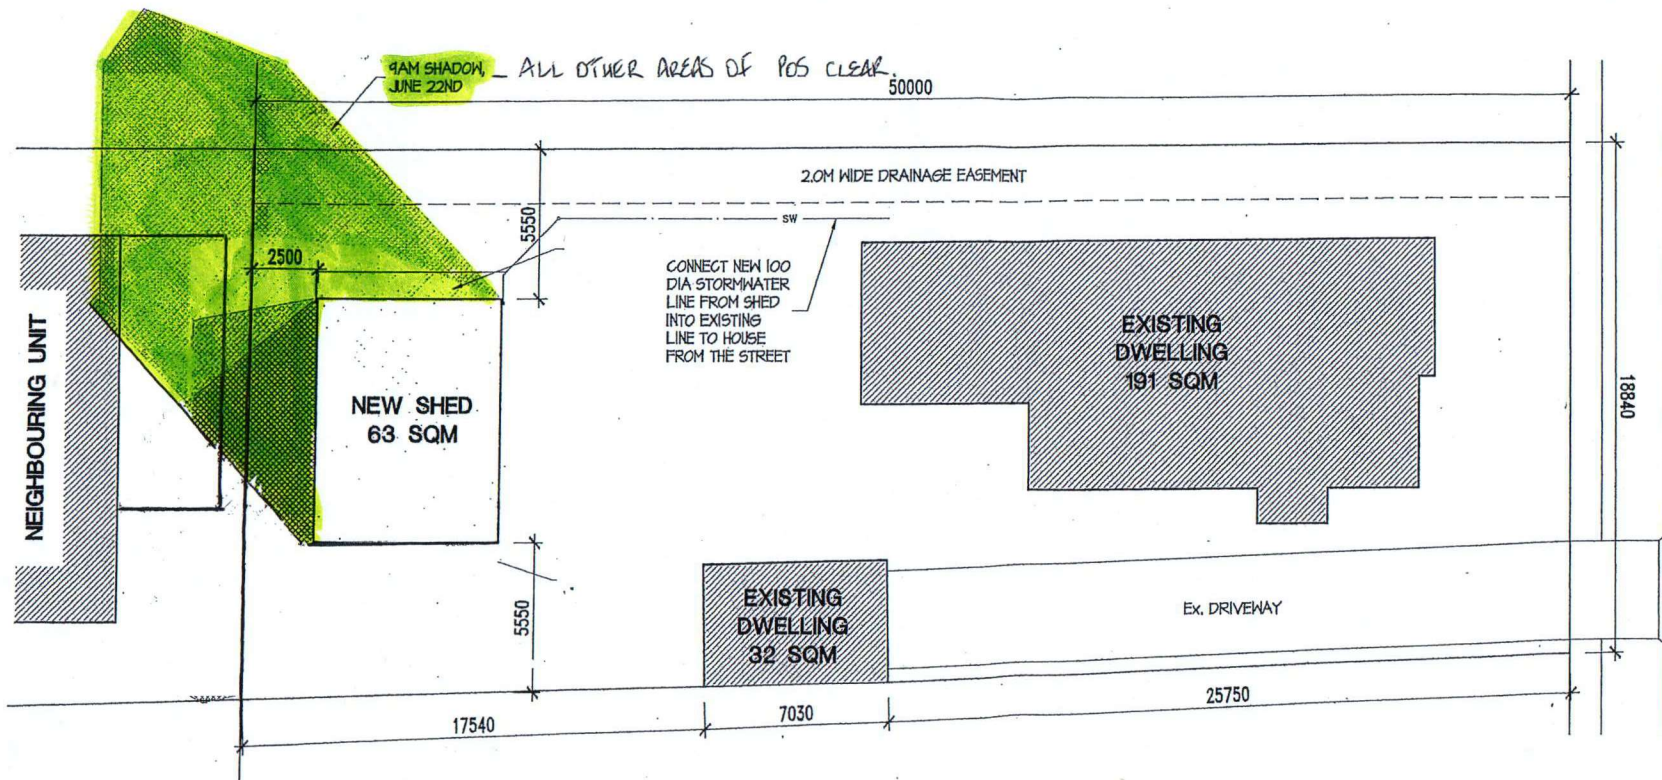 9AM SHADOW, ALL OTHER AREAS OF POS CLEAR.
JUNE 22ND
50000
2.0M WIDE DRAINAGE EASEMENT
5550
SW
2500
CONNECT NEW 100
DIA STORMWATER
LINE FROM SHED
INTO EXISTING
LINE TO HOUSE
FROM THE STREET
NEIGHBOURING UNIT
NEW SHED
63 SQM
EXISTING
DWELLING
191 SQM
18840
5550
EXISTING
DWELLING
32 SQM
Ex. DRIVEWAY
17540
7030
25750